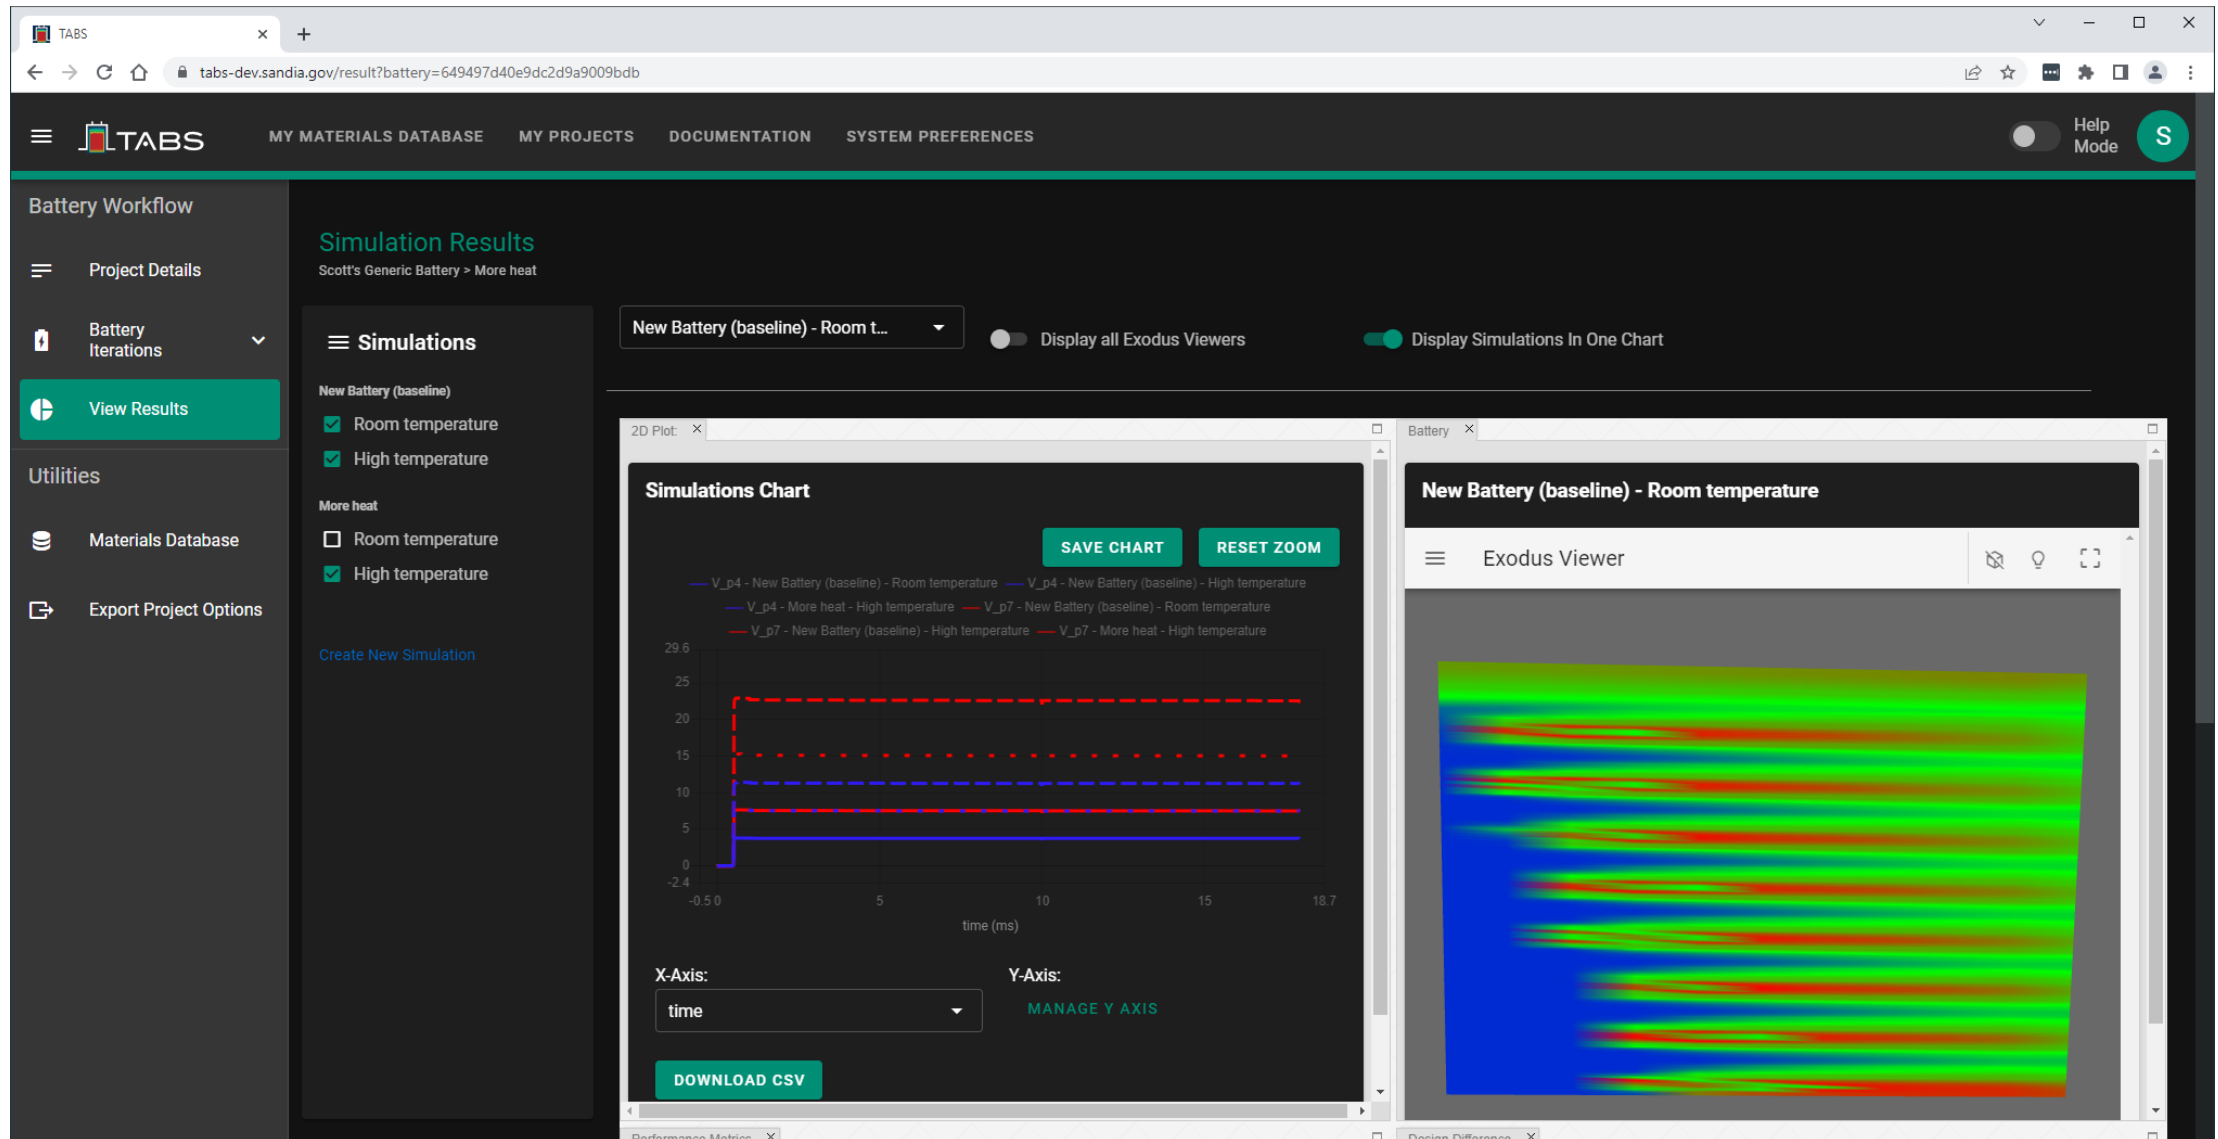 TABS
tabs-dev.sandia.gov/result?battery=649497d40e9dc2d9a9009bdb
TABS
MY MATERIALS DATABASE
MY PROJECTS
DOCUMENTATION
SYSTEM PREFERENCES
Help
Mode
S
Battery Workflow
Project Details
Battery
Iterations
View Results
Utilities
Materials Database
Export Project Options
Simulation Results
Scott's Generic Battery > More heat
Simulations
New Battery (baseline)
Room temperature
High temperature
More heat
Room temperature
High temperature
Create New Simulation
New Battery (baseline) - Room t...
Display all Exodus Viewers
Display Simulations In One Chart
2D Plot:
Simulations Chart
SAVE CHART
RESET ZOOM
V_p4 - New Battery (baseline) - Room temperature
V_p4 - New Battery (baseline) - High temperature
V_p4 - More heat - High temperature
V_p7 - New Battery (baseline) - Room temperature
V_p7 - New Battery (baseline) - High temperature
V_p7 - More heat - High temperature
29.6
25
20
15
10
5
0
-2.4
-0.5 0 5 10 15 18.7
time (ms)
X-Axis:
Y-Axis:
time
MANAGE Y AXIS
DOWNLOAD CSV
Battery
New Battery (baseline) - Room temperature
Exodus Viewer
Performance Metrics
Design Difference